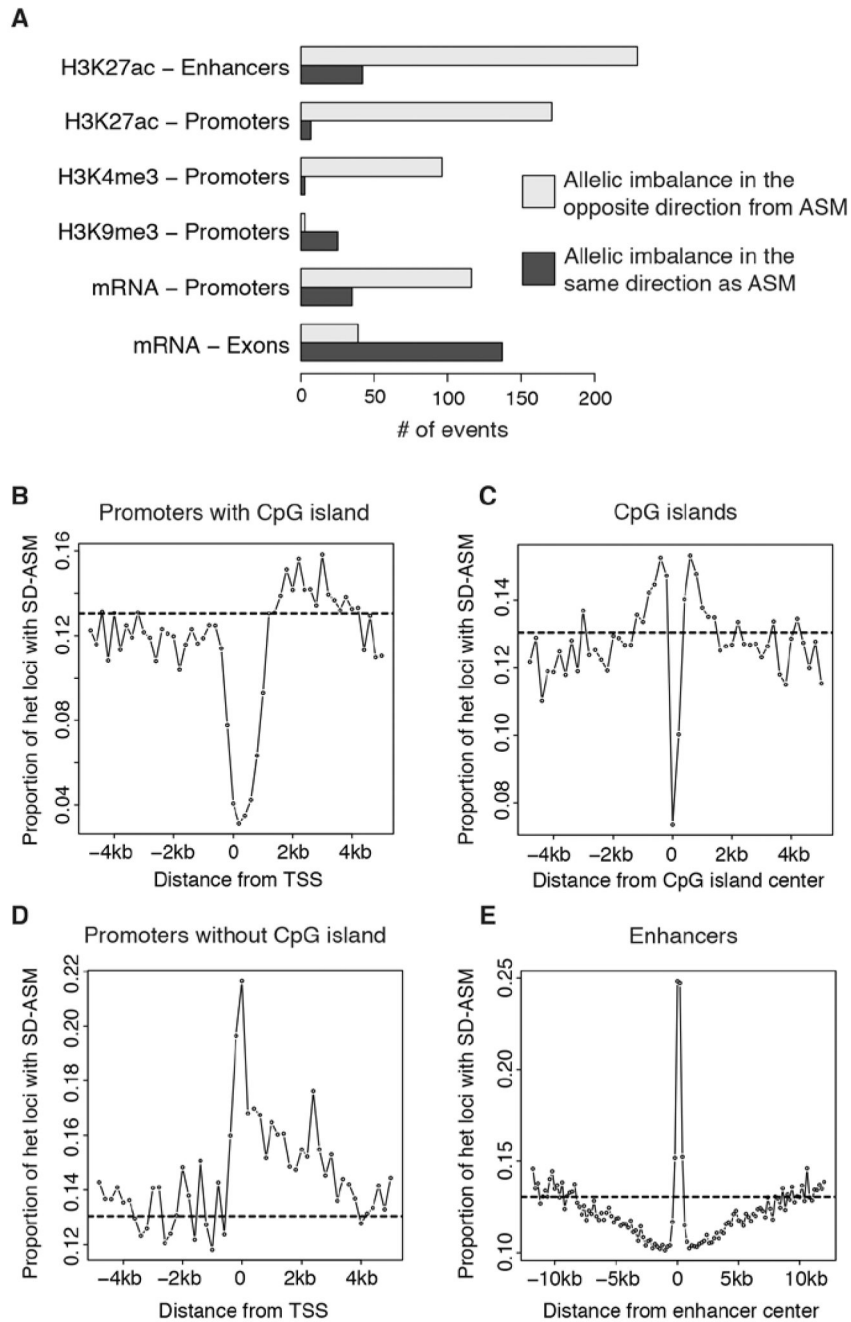 A
H3K27ac – Enhancers
H3K27ac – Promoters
H3K4me3 – Promoters
H3K9me3 – Promoters
mRNA – Promoters
mRNA – Exons
Allelic imbalance in the
opposite direction from ASM
Allelic imbalance in the
same direction as ASM
0 50 100 150 200
# of events
B
Promoters with CpG island
Proportion of het loci with SD-ASM
0.16
0.12
0.08
0.04
−4kb −2kb 0 2kb 4kb
Distance from TSS
C
CpG islands
Proportion of het loci with SD-ASM
0.14
0.12
0.10
0.08
−4kb −2kb 0 2kb 4kb
Distance from CpG island center
D
Promoters without CpG island
Proportion of het loci with SD-ASM
0.22
0.20
0.18
0.16
0.14
0.12
−4kb −2kb 0 2kb 4kb
Distance from TSS
E
Enhancers
Proportion of het loci with SD-ASM
0.25
0.20
0.15
0.10
−10kb −5kb 0 5kb 10kb
Distance from enhancer center